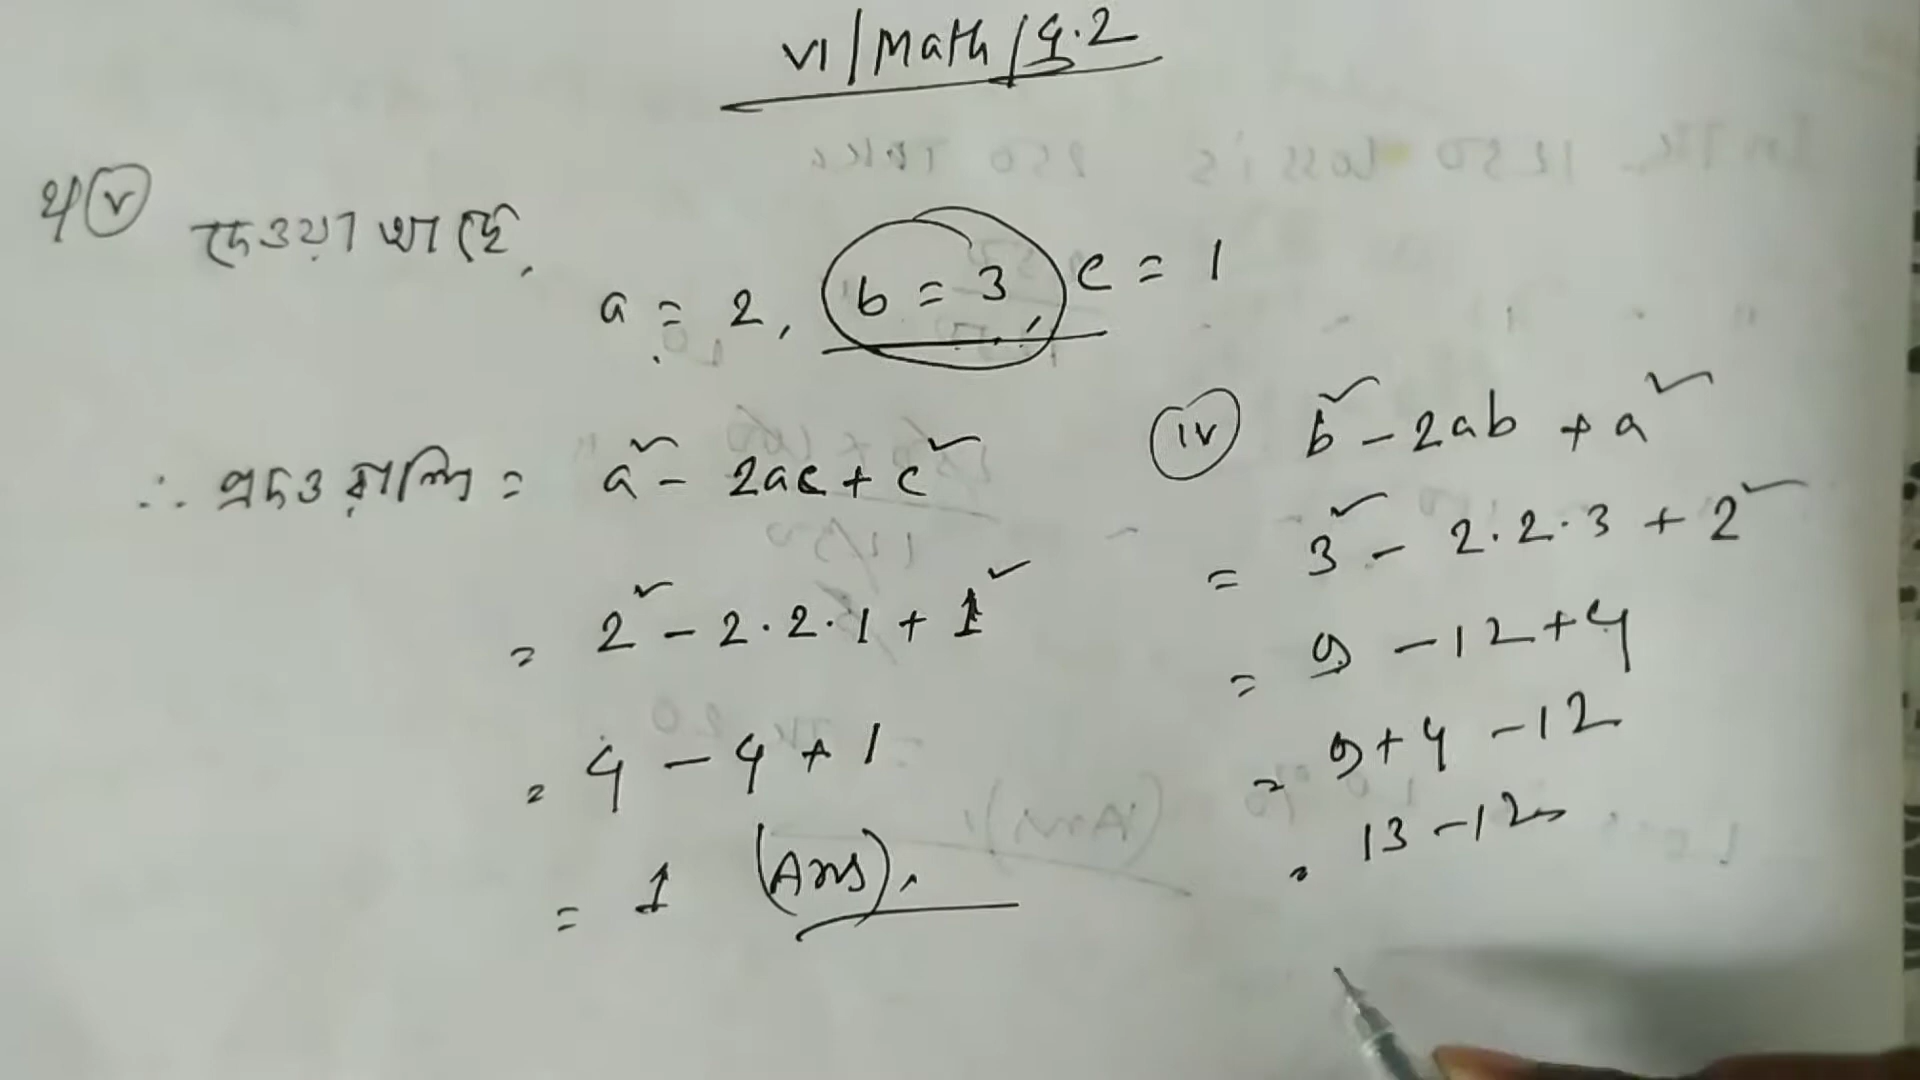 VI/Math/4.2
থ(v) দেওয়া আছে,
a = 2, b = 3, c = 1
∴ প্রদত্ত রাশি = a² - 2ac + c²
= 2² - 2·2·1 + 1²
= 4 - 4 + 1
= 1 (Ans).
(iv) b² - 2ab + a²
= 3² - 2.2.3 + 2²
= 9 - 12 + 4
= 9 + 4 - 12
= 13 - 12